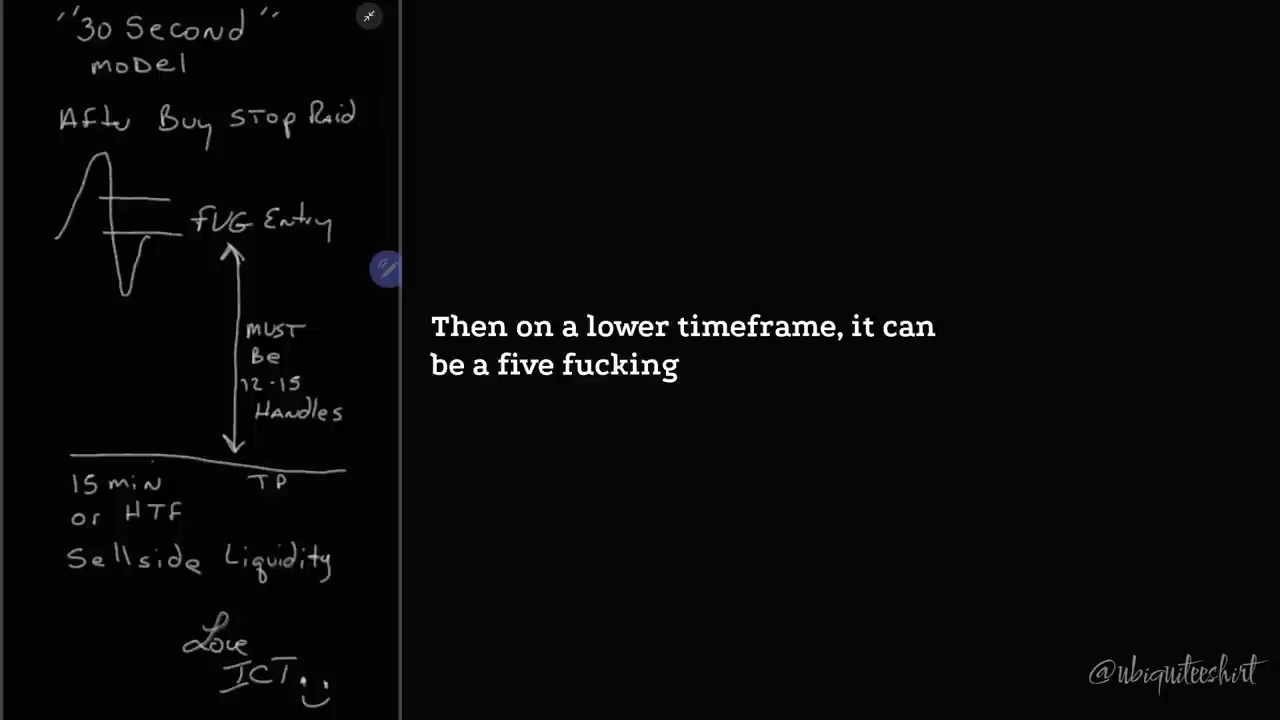 "30 Second"
moDel
After Buy STop Raid
FVG Entry
MUST
Be
12-15
HANdles
15 min
TP
or HTF
Sellside Liquidity
Love
ICT
Then on a lower timeframe, it can
be a five fucking
@ubiquiteeshirt